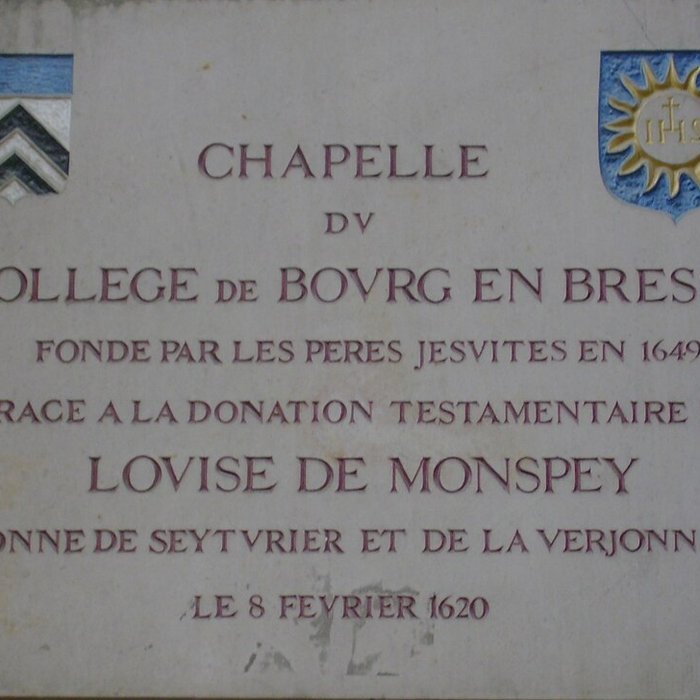 IHS
CHAPELLE
DV
OLLEGE DE BOVRG EN BRES
FONDE PAR LES PERES JESVITES EN 1649
RACE A LA DONATION TESTAMENTAIRE
LOVISE DE MONSPEY
ONNE DE SEYTVRIER ET DE LA VERJONN
LE 8 FEVRIER 1620